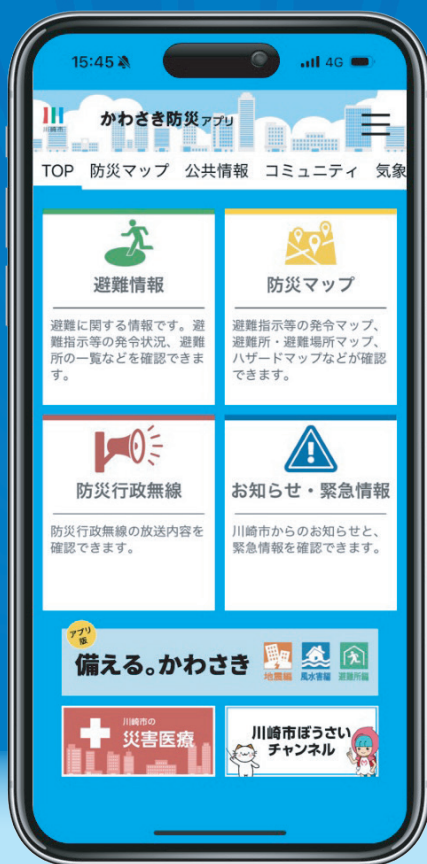 15:45
4G
川崎市
かわさき防災アプリ
TOP 防災マップ 公共情報 コミュニティ 気象
避難情報
避難に関する情報です。避
難指示等の発令状況、避難
所の一覧などを確認できま
す。
防災マップ
避難指示等の発令マップ、
避難所・避難場所マップ、
ハザードマップなどが確認
できます。
防災行政無線
防災行政無線の放送内容を
確認できます。
お知らせ・緊急情報
川崎市からのお知らせと、
緊急情報を確認できます。
アプリ
版
備える。かわさき
地震編 風水害編 避難所編
川崎市の
災害医療
川崎市ぼうさい
チャンネル